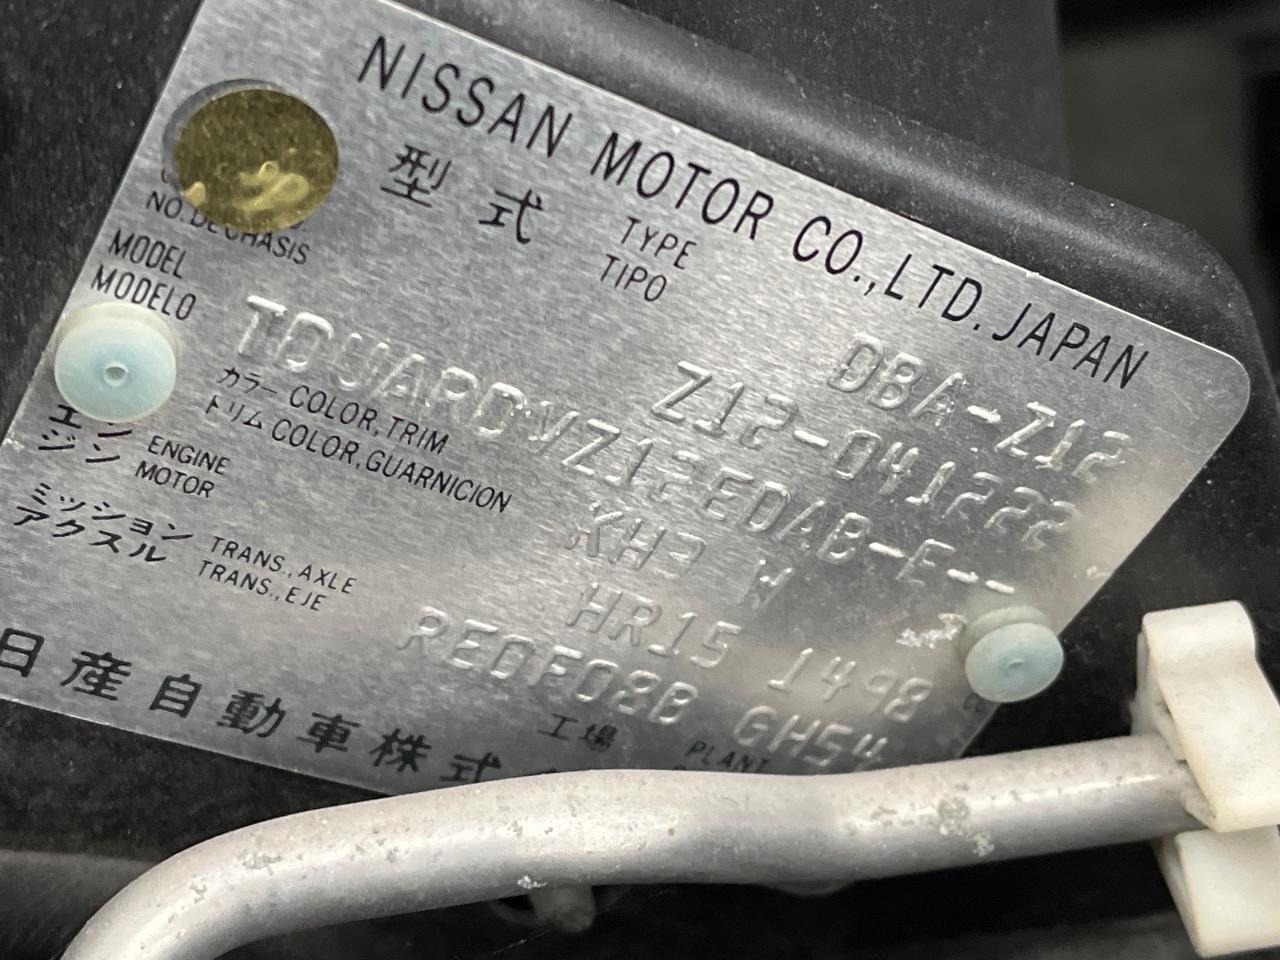 NISSAN MOTOR CO.,LTD. JAPAN
型式 TYPE TIPO DBA-Z12
NO. DE CHASIS Z12-041222
MODEL
MODELO TDUARDVZ12EDAB-E--
カラー COLOR,TRIM
トリム COLOR,GUARNICION KH3 W
エンジン ENGINE
MOTOR HR15 1498
ミッション TRANS., AXLE
アクスル TRANS., EJE RE0F08B GH54
工場 PLANT
日産自動車株式